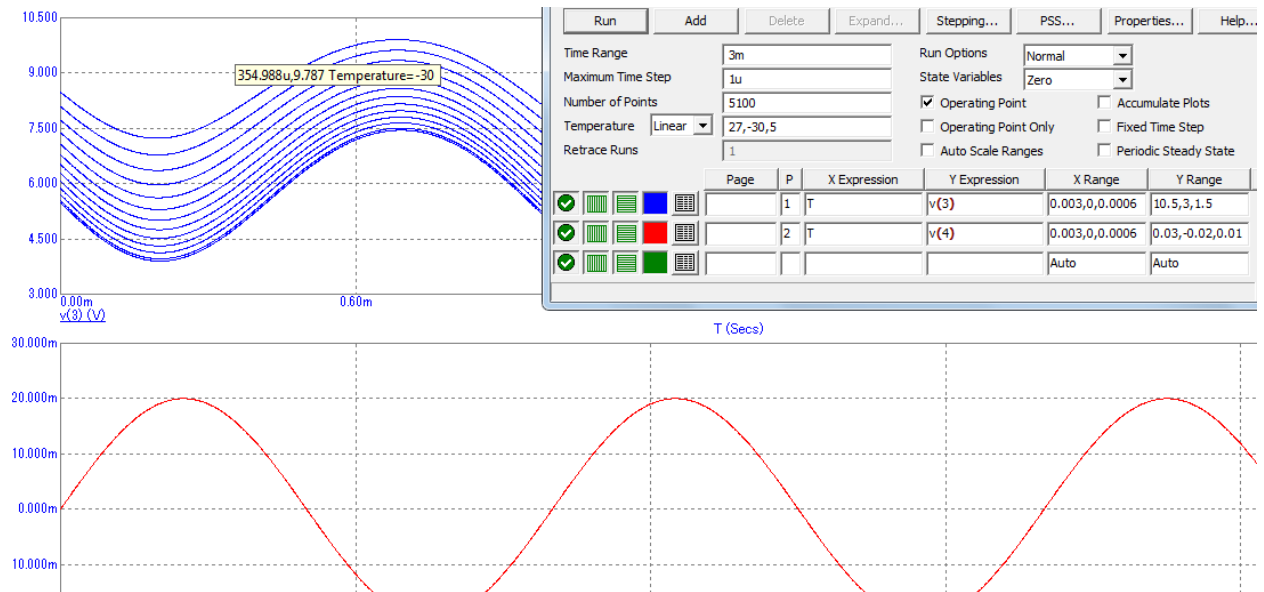 10.500
9.000
7.500
6.000
4.500
3.000
0.00m
0.60m
v(3) (V)
354.988u,9.787 Temperature=-30
Run Add Delete Expand... Stepping... PSS... Properties... Help...
Time Range 3m Run Options Normal
Maximum Time Step 1u State Variables Zero
Number of Points 5100 Operating Point Accumulate Plots
Temperature Linear 27,-30,5 Operating Point Only Fixed Time Step
Retrace Runs 1 Auto Scale Ranges Periodic Steady State
Page P X Expression Y Expression X Range Y Range
1 T v(3) 0.003,0,0.0006 10.5,3,1.5
2 T v(4) 0.003,0,0.0006 0.03,-0.02,0.01
Auto Auto
T (Secs)
30.000m
20.000m
10.000m
0.000m
10.000m